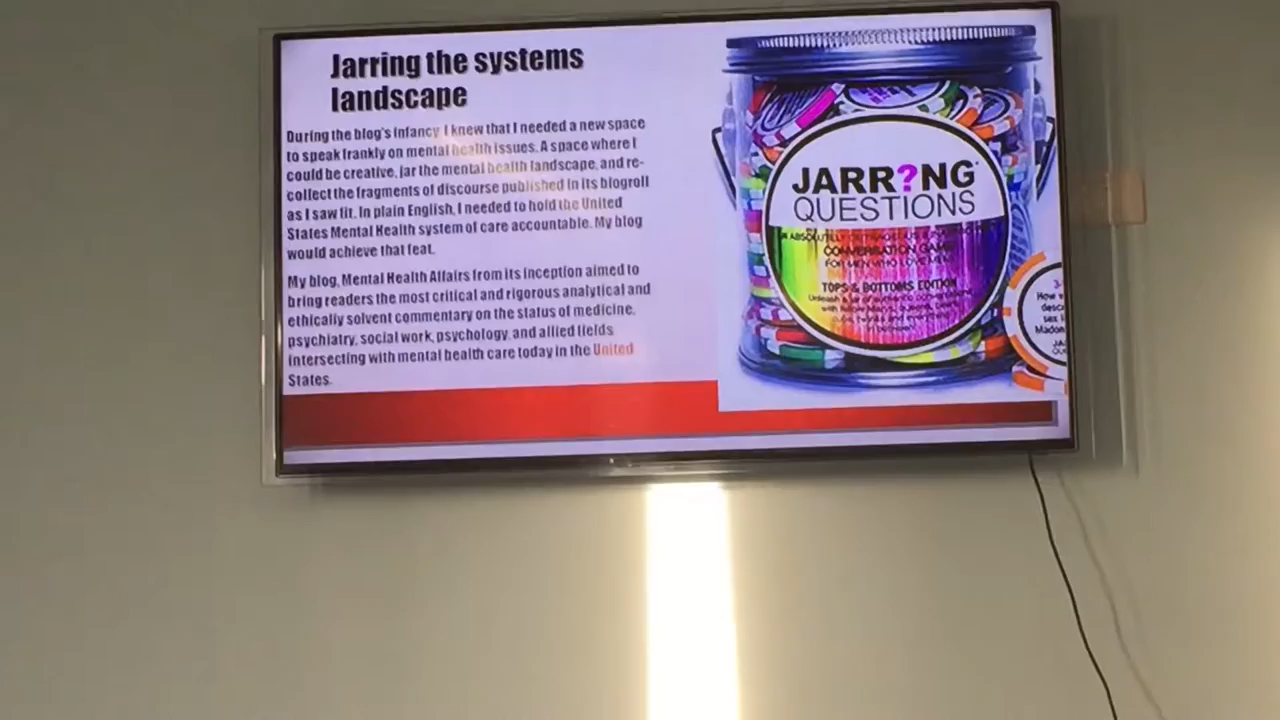 Jarring the systems
landscape
During the blog's infancy, I knew that I needed a new space
to speak frankly on mental health issues. A space where I
could be creative, jar the mental health landscape, and re-
collect the fragments of discourse published in its blogroll
as I saw fit. In plain English, I needed to hold the United
States Mental Health system of care accountable. My blog
would achieve that feat.
My blog, Mental Health Affairs from its inception aimed to
bring readers the most critical and rigorous analytical and
ethically solvent commentary on the status of medicine,
psychiatry, social work, psychology, and allied fields
intersecting with mental health care today in the United
States.
JARR?NG
QUESTIONS
CONVERSATION GAME
FOR MEN WHO LOVE MEN
TOPS & BOTTOMS EDITION
How
sex
Madon